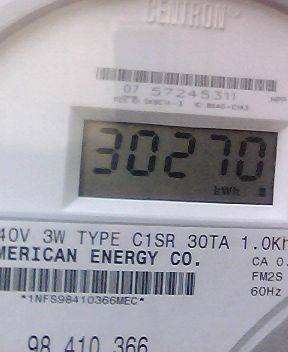 CENTRON
07 57245311
30270
kWh
40V 3W TYPE C1SR 30TA 1.0Kh
MERICAN ENERGY CO.
CA 0.
FM2S
*1NFS98410366MEC*
60Hz
98 410 366